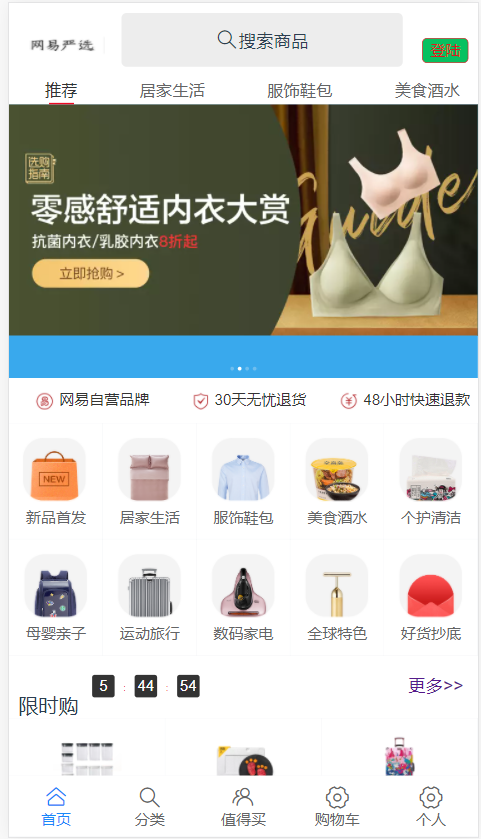 网易严选
搜索商品
登陆
推荐 居家生活 服饰鞋包 美食酒水
选购
指南
Guide
零感舒适内衣大赏
抗菌内衣/乳胶内衣8折起
立即抢购 >
网易自营品牌 30天无忧退货 48小时快速退款
NEW
新品首发 居家生活 服饰鞋包 美食酒水 个护清洁
母婴亲子 运动旅行 数码家电 全球特色 好货抄底
限时购 5 : 44 : 54 更多>>
首页 分类 值得买 购物车 个人